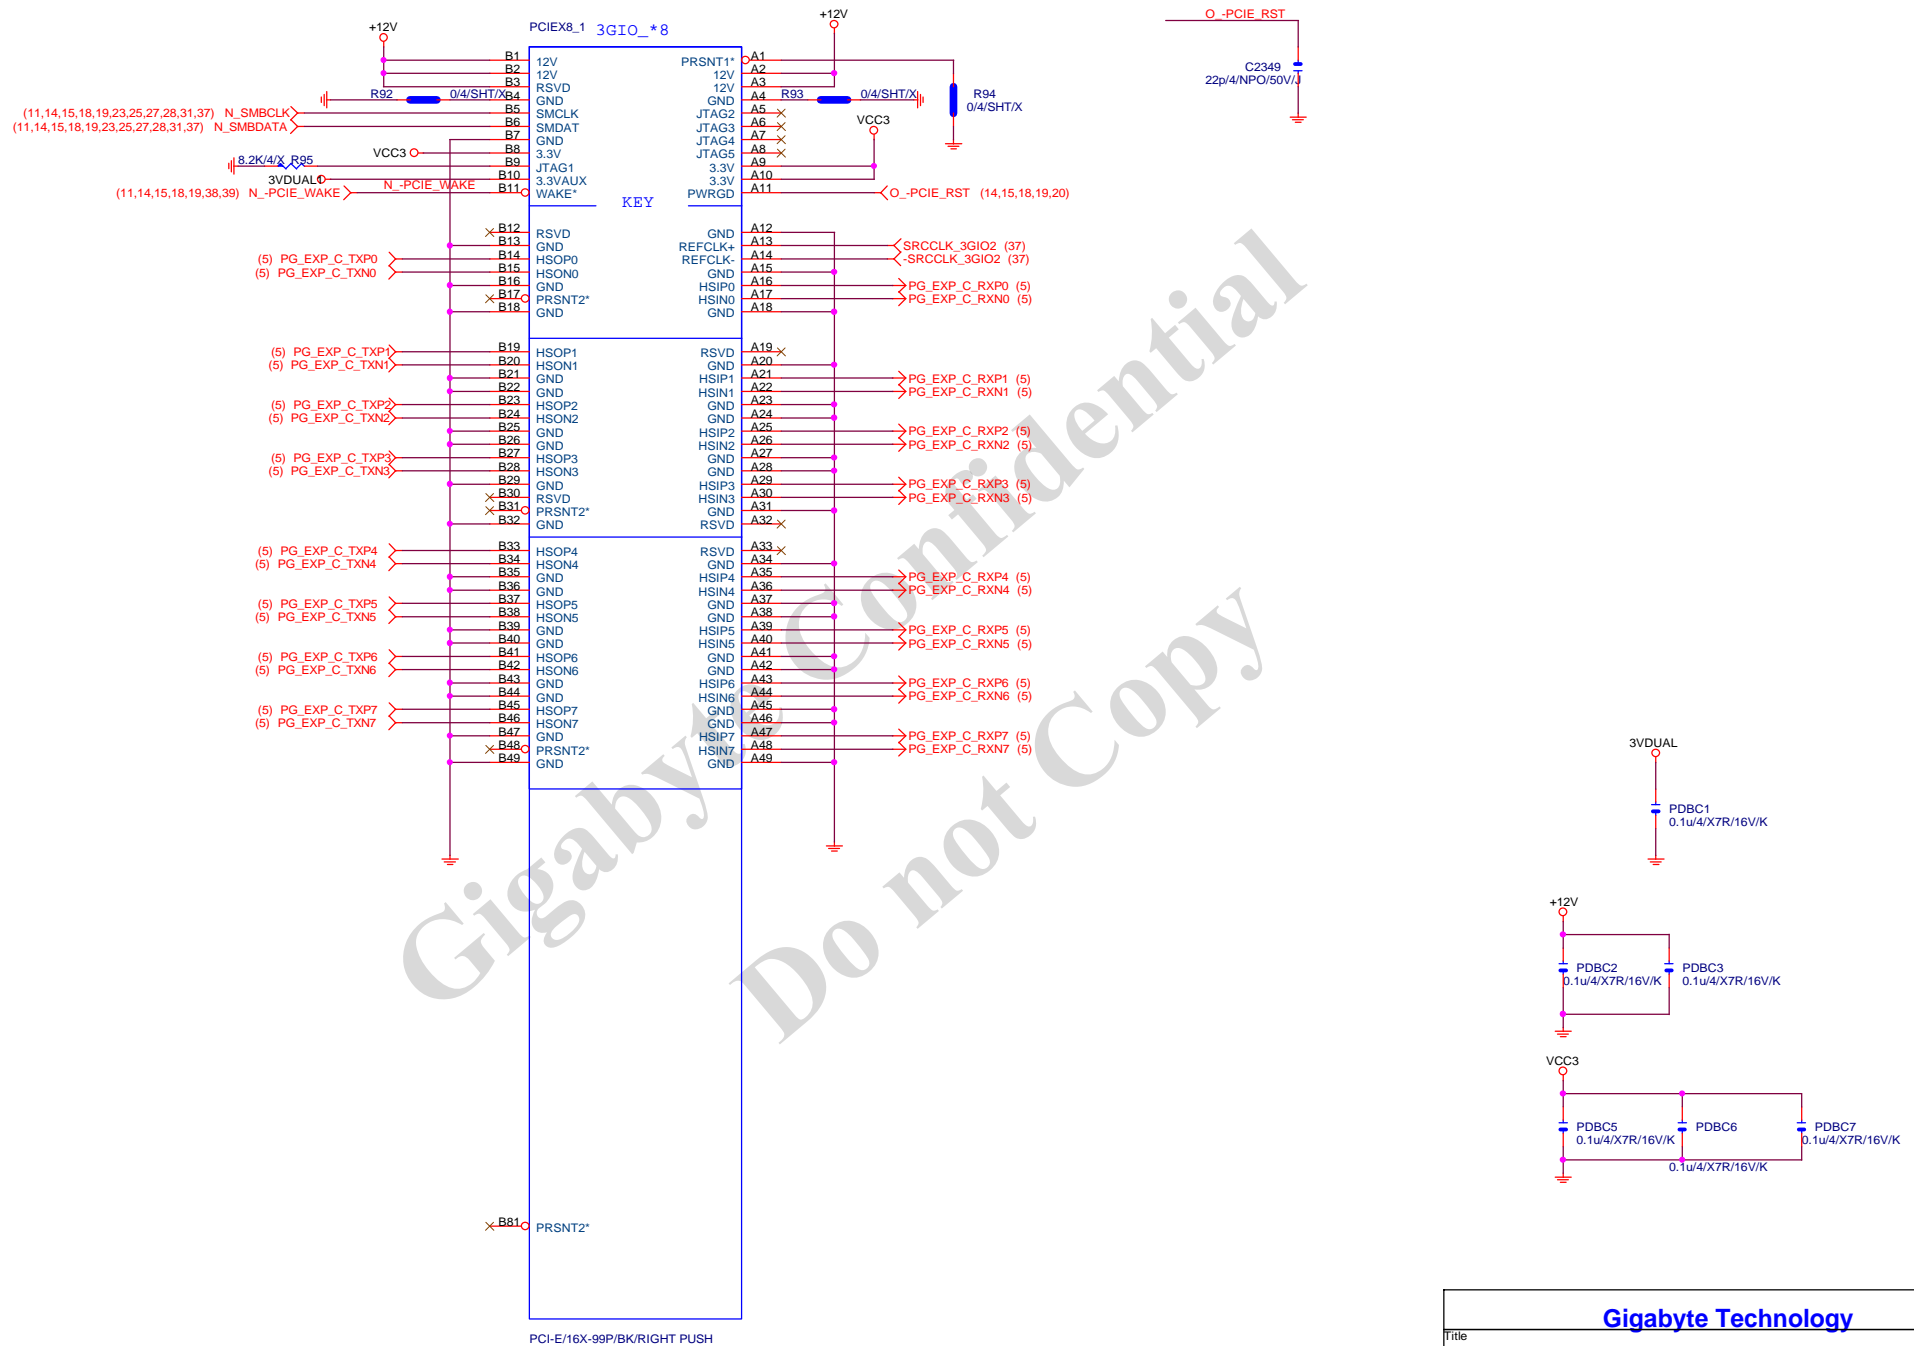 +12V
PCIEX8_1 3GIO_*8
+12V
O_-PCIE_RST
C2349
22p/4/NPO/50V/J
B1 12V PRSNT1* A1
B2 12V 12V A2
B3 RSVD 12V A3
R92 0/4/SHT/X B4 GND GND A4 R93 0/4/SHT/X
R94
0/4/SHT/X
(11,14,15,18,19,23,25,27,28,31,37) N_SMBCLK B5 SMCLK JTAG2 A5
(11,14,15,18,19,23,25,27,28,31,37) N_SMBDATA B6 SMDAT JTAG3 A6
VCC3
B7 GND JTAG4 A7
VCC3 B8 3.3V JTAG5 A8
8.2K/4/X R95 B9 JTAG1 3.3V A9
3VDUAL1 B10 3.3VAUX 3.3V A10
(11,14,15,18,19,38,39) N_-PCIE_WAKE N_-PCIE_WAKE B11 WAKE* PWRGD A11 O_-PCIE_RST (14,15,18,19,20)
KEY
B12 RSVD GND A12
B13 GND REFCLK+ A13 SRCCLK_3GIO2 (37)
(5) PG_EXP_C_TXP0 B14 HSOP0 REFCLK- A14 -SRCCLK_3GIO2 (37)
(5) PG_EXP_C_TXN0 B15 HSON0 GND A15
B16 GND HSIP0 A16 PG_EXP_C_RXP0 (5)
B17 PRSNT2* HSIN0 A17 PG_EXP_C_RXN0 (5)
B18 GND GND A18
(5) PG_EXP_C_TXP1 B19 HSOP1 RSVD A19
(5) PG_EXP_C_TXN1 B20 HSON1 GND A20
B21 GND HSIP1 A21 PG_EXP_C_RXP1 (5)
B22 GND HSIN1 A22 PG_EXP_C_RXN1 (5)
(5) PG_EXP_C_TXP2 B23 HSOP2 GND A23
(5) PG_EXP_C_TXN2 B24 HSON2 GND A24
B25 GND HSIP2 A25 PG_EXP_C_RXP2 (5)
B26 GND HSIN2 A26 PG_EXP_C_RXN2 (5)
(5) PG_EXP_C_TXP3 B27 HSOP3 GND A27
(5) PG_EXP_C_TXN3 B28 HSON3 GND A28
B29 GND HSIP3 A29 PG_EXP_C_RXP3 (5)
B30 RSVD HSIN3 A30 PG_EXP_C_RXN3 (5)
B31 PRSNT2* GND A31
B32 GND RSVD A32
(5) PG_EXP_C_TXP4 B33 HSOP4 RSVD A33
(5) PG_EXP_C_TXN4 B34 HSON4 GND A34
B35 GND HSIP4 A35 PG_EXP_C_RXP4 (5)
B36 GND HSIN4 A36 PG_EXP_C_RXN4 (5)
(5) PG_EXP_C_TXP5 B37 HSOP5 GND A37
(5) PG_EXP_C_TXN5 B38 HSON5 GND A38
B39 GND HSIP5 A39 PG_EXP_C_RXP5 (5)
B40 GND HSIN5 A40 PG_EXP_C_RXN5 (5)
(5) PG_EXP_C_TXP6 B41 HSOP6 GND A41
(5) PG_EXP_C_TXN6 B42 HSON6 GND A42
B43 GND HSIP6 A43 PG_EXP_C_RXP6 (5)
B44 GND HSIN6 A44 PG_EXP_C_RXN6 (5)
(5) PG_EXP_C_TXP7 B45 HSOP7 GND A45
(5) PG_EXP_C_TXN7 B46 HSON7 GND A46
B47 GND HSIP7 A47 PG_EXP_C_RXP7 (5)
B48 PRSNT2* HSIN7 A48 PG_EXP_C_RXN7 (5)
B49 GND GND A49
B81 PRSNT2*
PCI-E/16X-99P/BK/RIGHT PUSH
Gigabyte Confidential
Do not Copy
3VDUAL
PDBC1
0.1u/4/X7R/16V/K
+12V
PDBC2 PDBC3
0.1u/4/X7R/16V/K 0.1u/4/X7R/16V/K
VCC3
PDBC5 PDBC6 PDBC7
0.1u/4/X7R/16V/K 0.1u/4/X7R/16V/K
0.1u/4/X7R/16V/K
Gigabyte Technology
Title